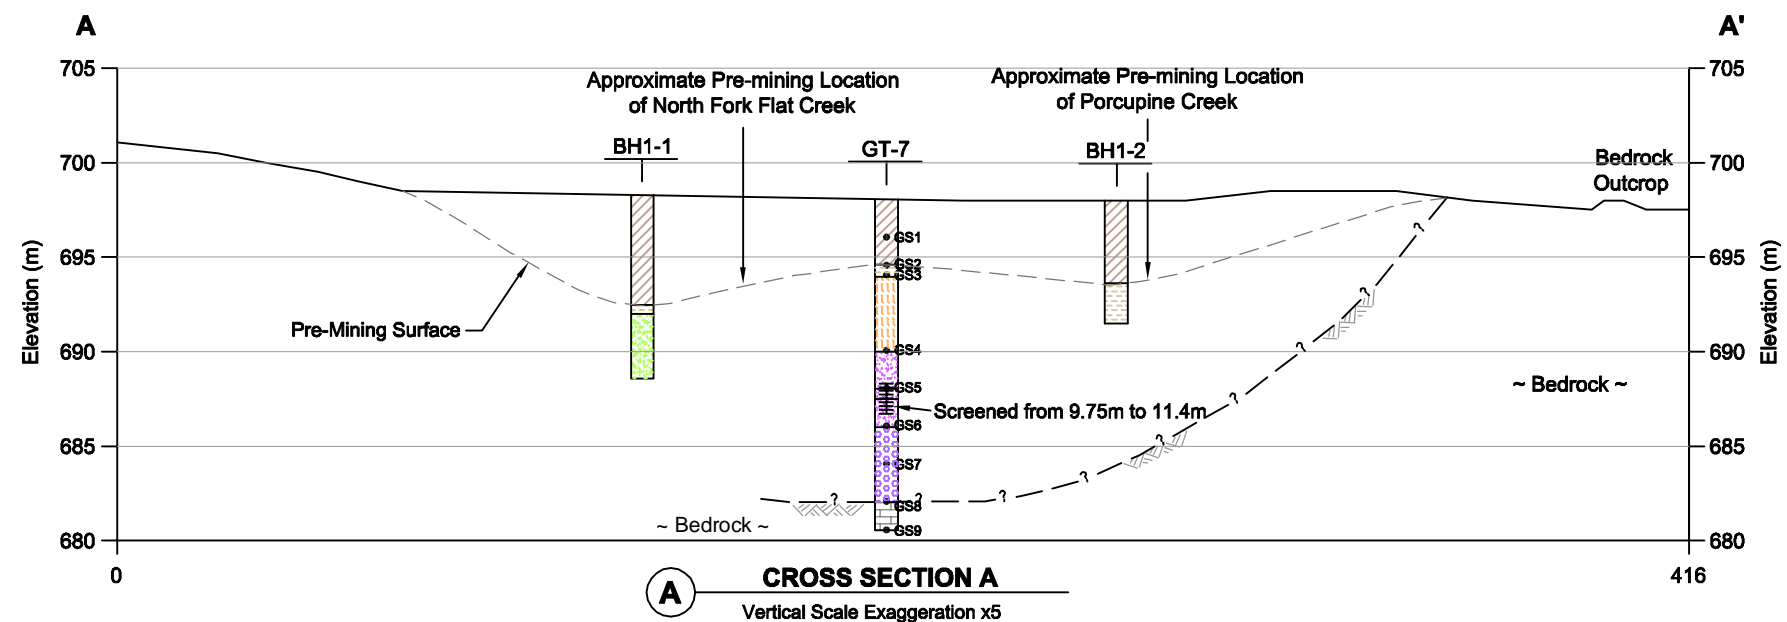 A
A'
705
705
Approximate Pre-mining Location
of North Fork Flat Creek
Approximate Pre-mining Location
of Porcupine Creek
BH1-1
GT-7
BH1-2
700
700
Bedrock
Outcrop
GS1
695
695
GS2
GS3
Elevation (m)
Elevation (m)
Pre-Mining Surface
690
690
GS4
GS5
~ Bedrock ~
Screened from 9.75m to 11.4m
GS6
685
685
GS7
GS8
? ? ? ? ? ? ? ? ? ?
~ Bedrock ~
GS9
680
680
0
416
A
CROSS SECTION A
Vertical Scale Exaggeration x5